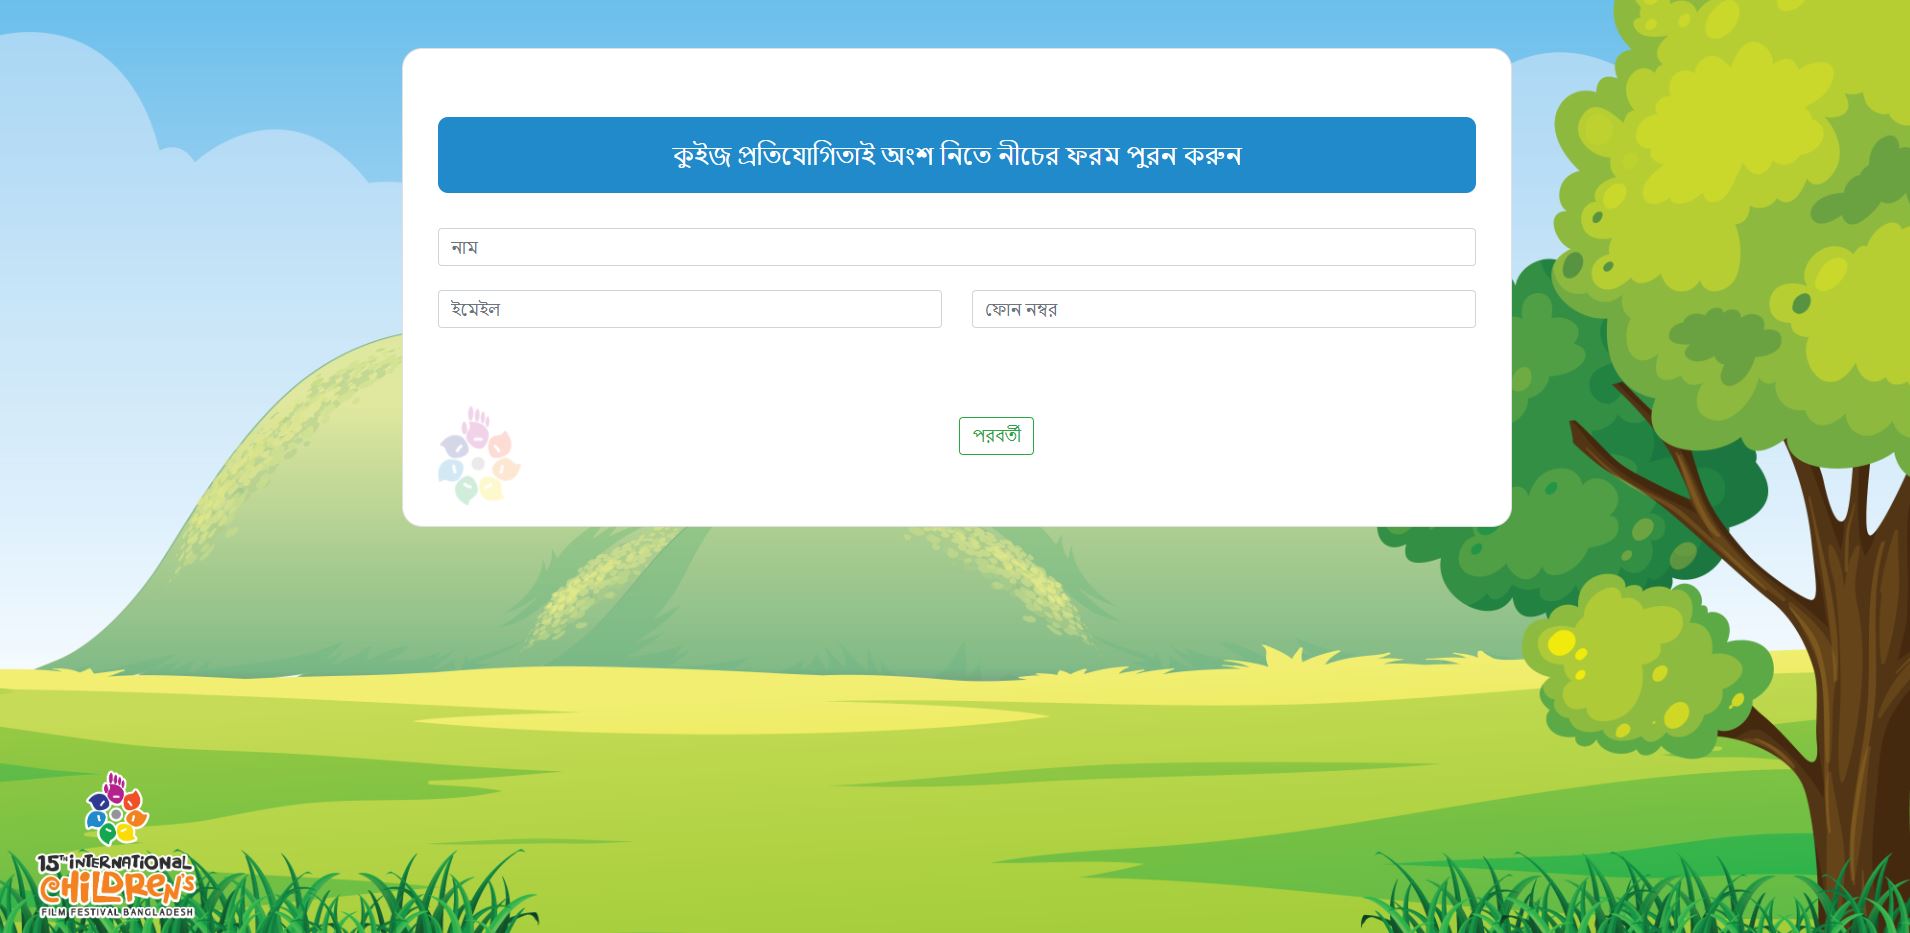 কুইজ প্রতিযোগিতাই অংশ নিতে নীচের ফরম পুরন করুন
নাম
ইমেইল
ফোন নম্বর
পরবর্তী
15TH INTERNATIONAL
CHILDREN'S
FILM FESTIVAL BANGLADESH